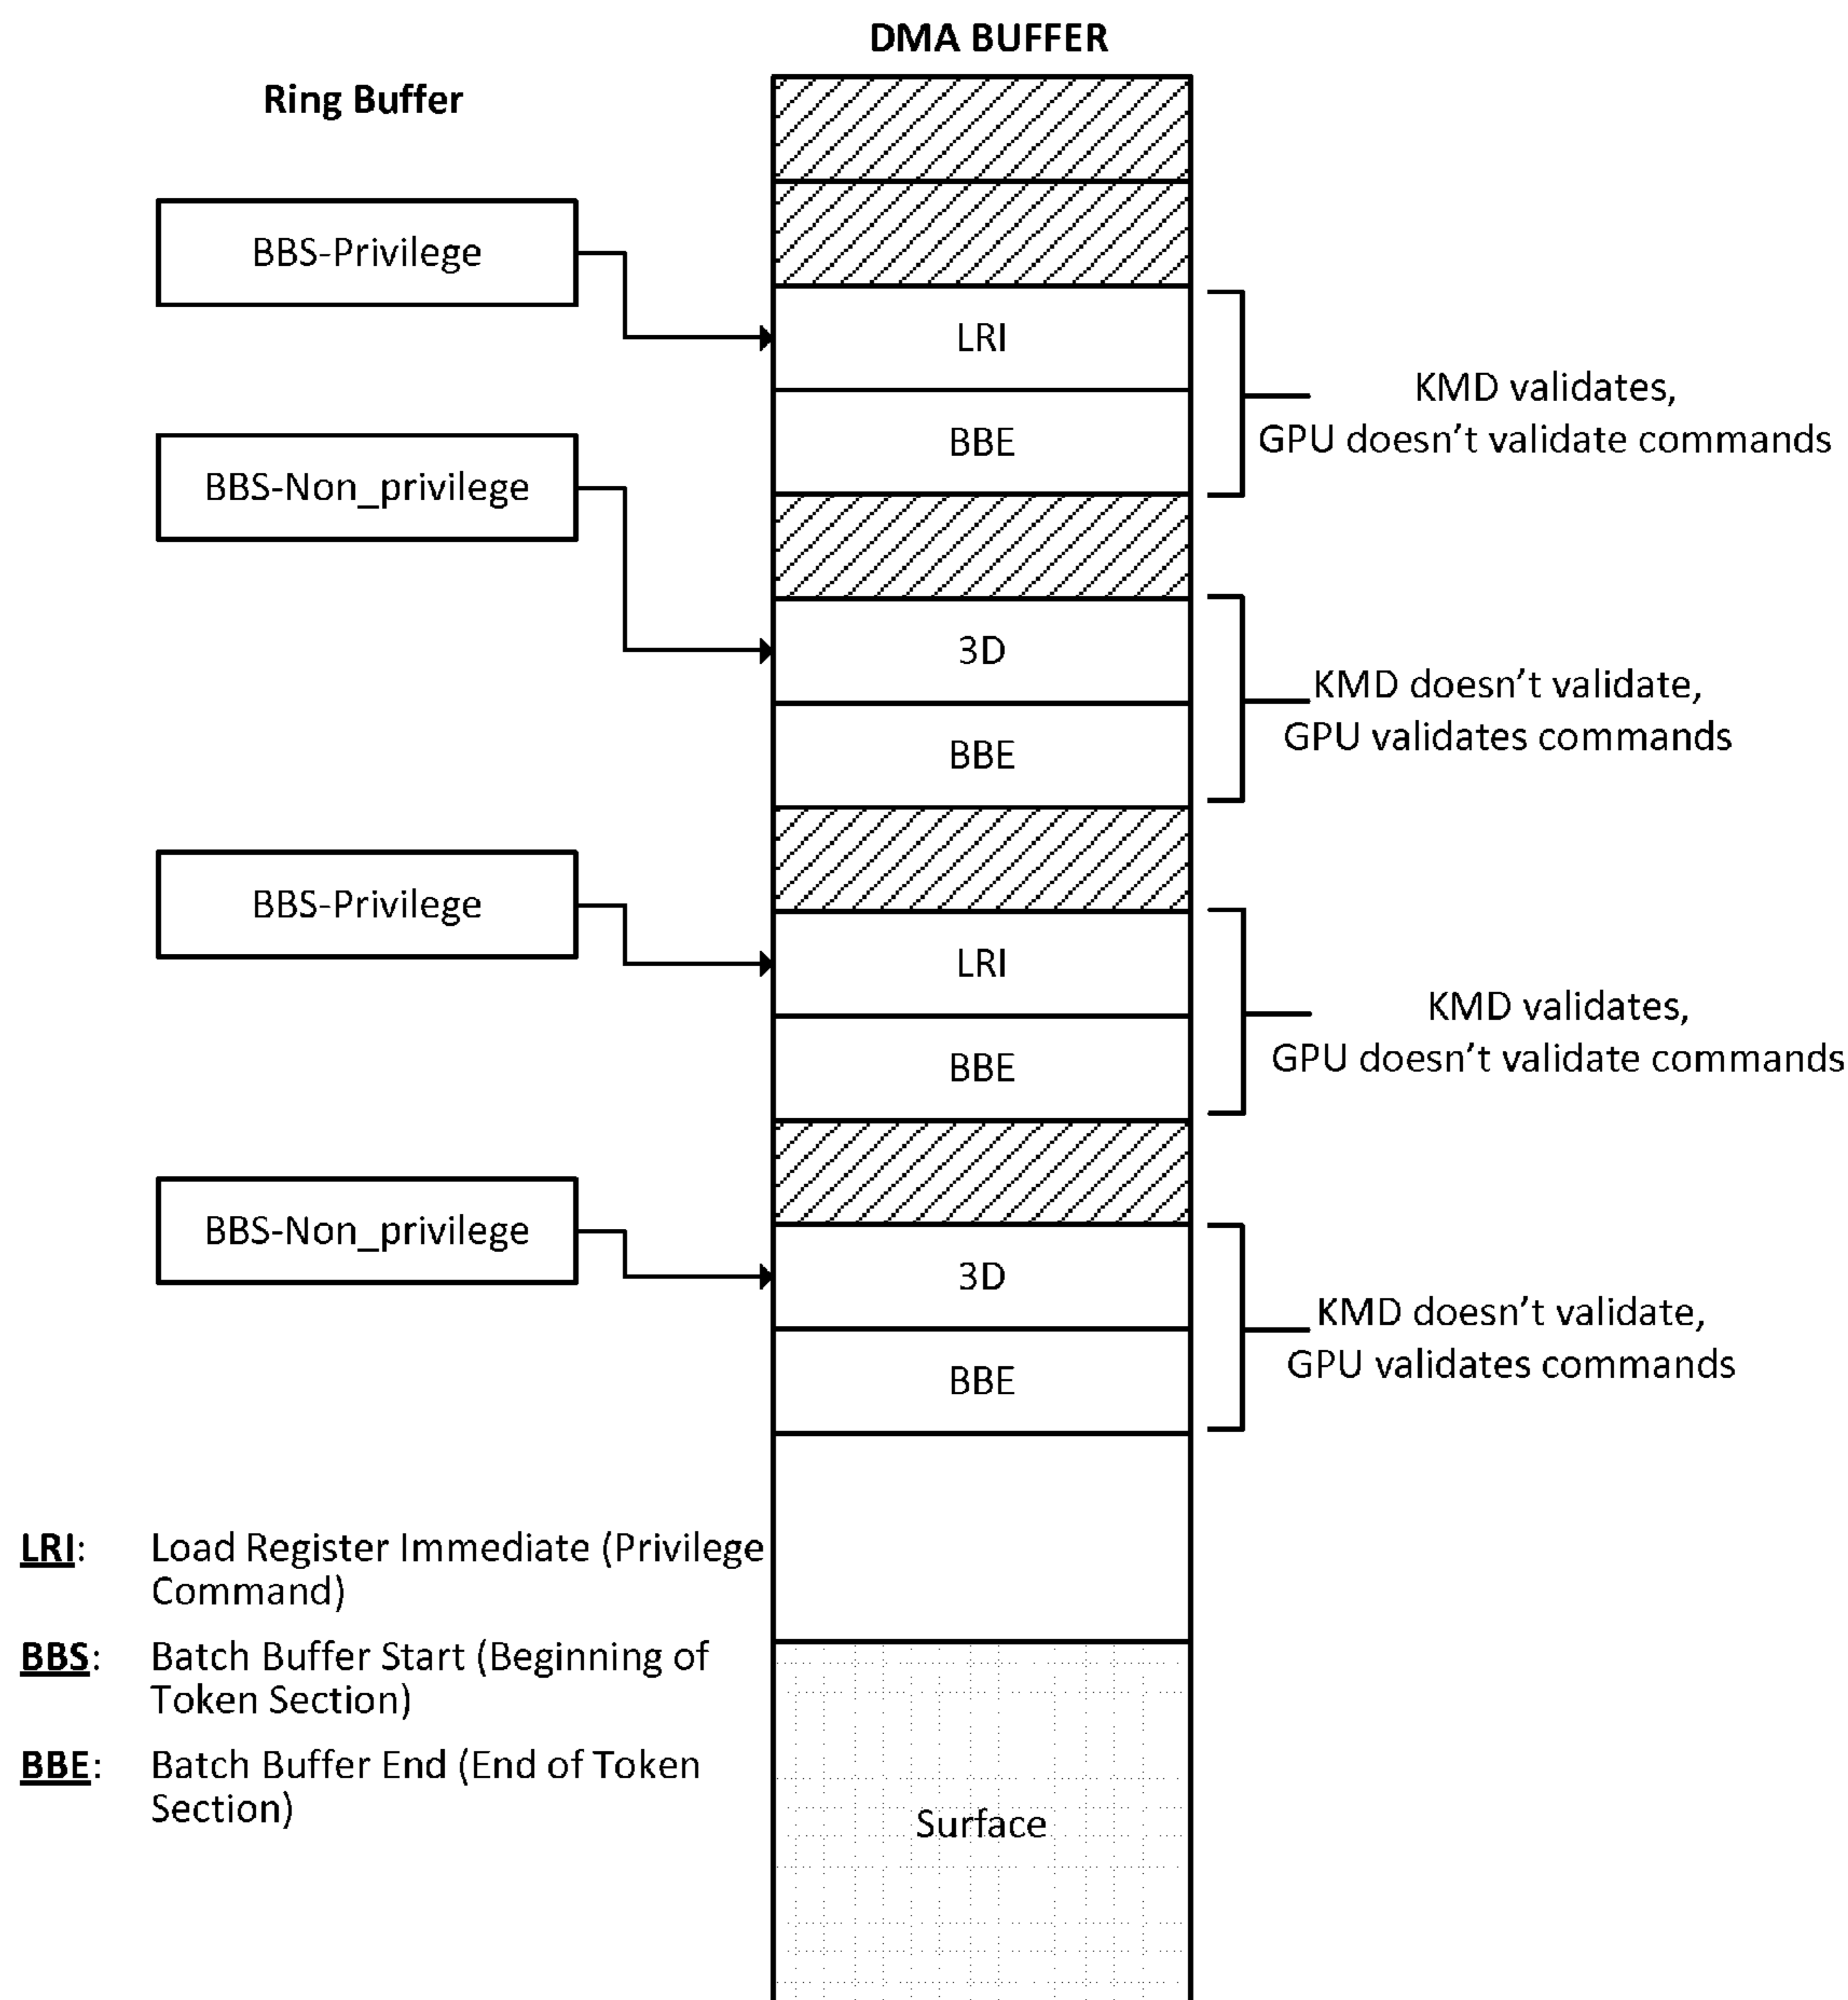 DMA BUFFER
Ring Buffer
BBS-Privilege
LRI
BBE
KMD validates,
GPU doesn't validate commands
BBS-Non_privilege
3D
BBE
KMD doesn't validate,
GPU validates commands
BBS-Privilege
LRI
BBE
KMD validates,
GPU doesn't validate commands
BBS-Non_privilege
3D
BBE
KMD doesn't validate,
GPU validates commands
LRI: Load Register Immediate (Privilege
Command)
BBS: Batch Buffer Start (Beginning of
Token Section)
BBE: Batch Buffer End (End of Token
Section)
Surface